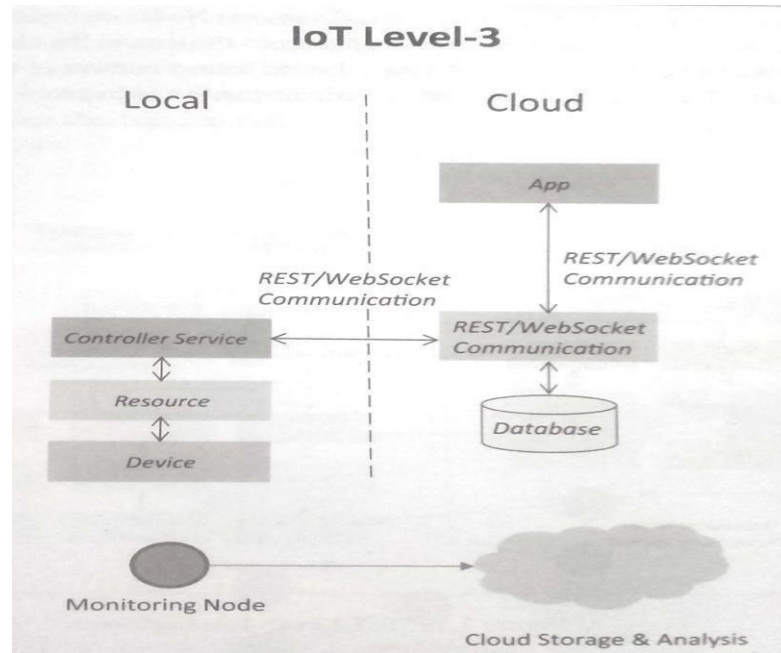 IoT Level-3
Local
Cloud
App
REST/WebSocket
Communication
REST/WebSocket
Communication
Controller Service
REST/WebSocket
Communication
Resource
Database
Device
Monitoring Node
Cloud Storage & Analysis